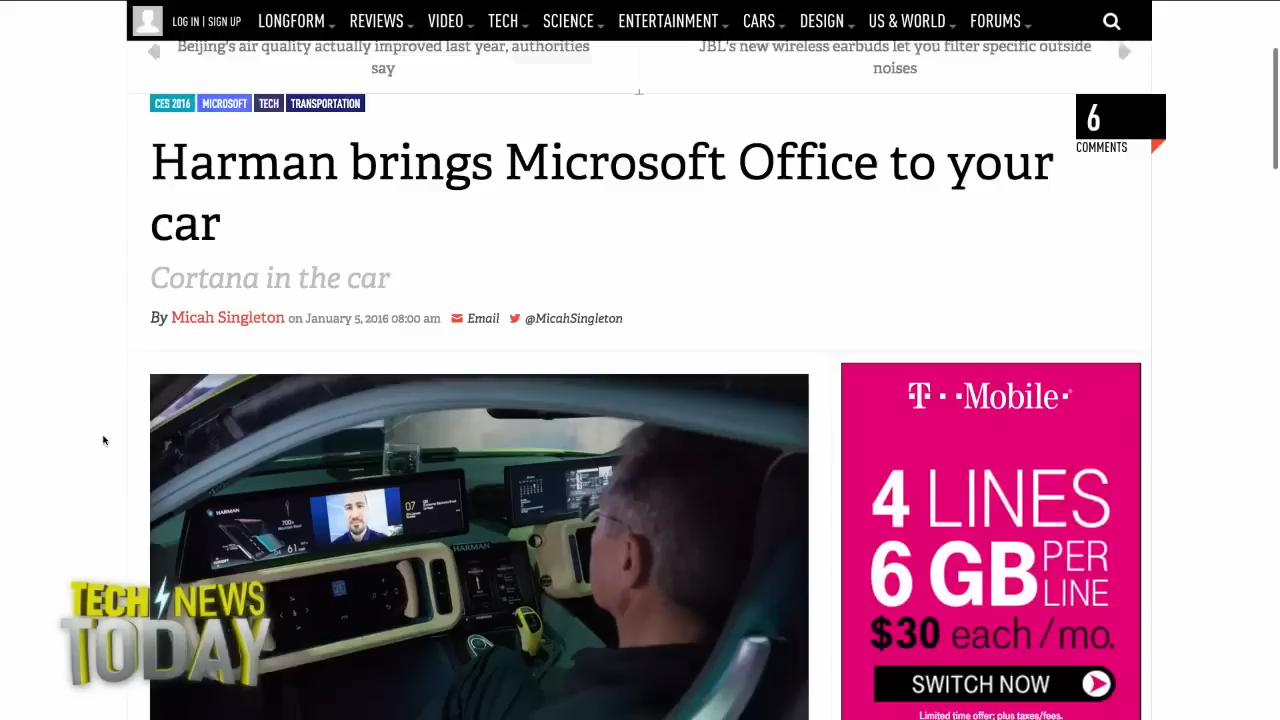 LOG IN | SIGN UP
LONGFORM
REVIEWS
VIDEO
TECH
SCIENCE
ENTERTAINMENT
CARS
DESIGN
US & WORLD
FORUMS
Beijing's air quality actually improved last year, authorities
say
JBL's new wireless earbuds let you filter specific outside
noises
CES 2016
MICROSOFT
TECH
TRANSPORTATION
6
COMMENTS
Harman brings Microsoft Office to your
car
Cortana in the car
By Micah Singleton on January 5, 2016 08:00 am Email @MicahSingleton
HARMAN
700x
61
07
HARMAN
TECH NEWS
TODAY
T··Mobile·
4 LINES
6 GB PER
LINE
$30 each/mo.
SWITCH NOW
Limited time offer; plus taxes/fees.